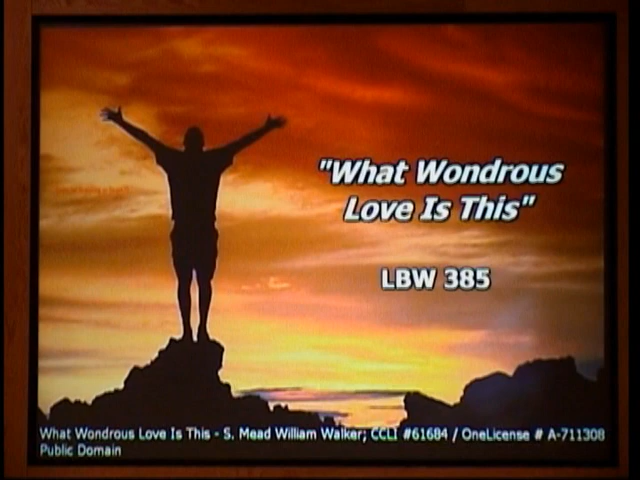 "What Wondrous
Love Is This"
LBW 385
What Wondrous Love Is This - S. Mead William Walker; CCLI #61684 / OneLicense # A-711308
Public Domain